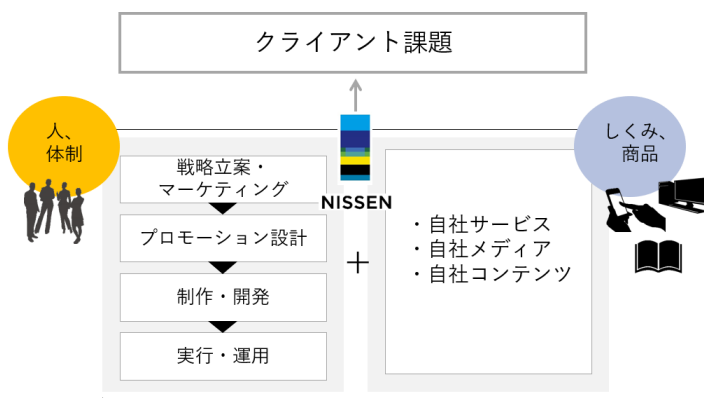 クライアント課題
人、
体制
戦略立案・
マーケティング
プロモーション設計
制作・開発
実行・運用
NISSEN
＋
しくみ、
商品
・自社サービス
・自社メディア
・自社コンテンツ